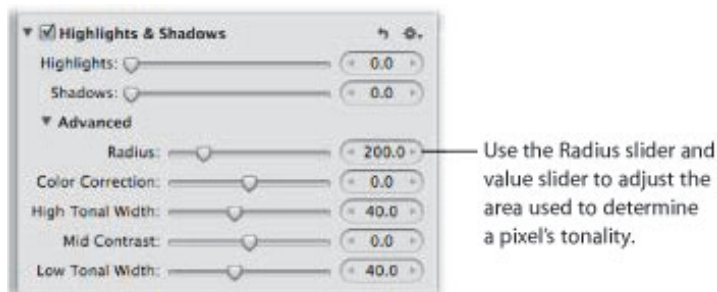 Highlights & Shadows
Highlights: 0.0
Shadows: 0.0
Advanced
Radius: 200.0
Color Correction: 0.0
High Tonal Width: 40.0
Mid Contrast: 0.0
Low Tonal Width: 40.0
Use the Radius slider and
value slider to adjust the
area used to determine
a pixel's tonality.